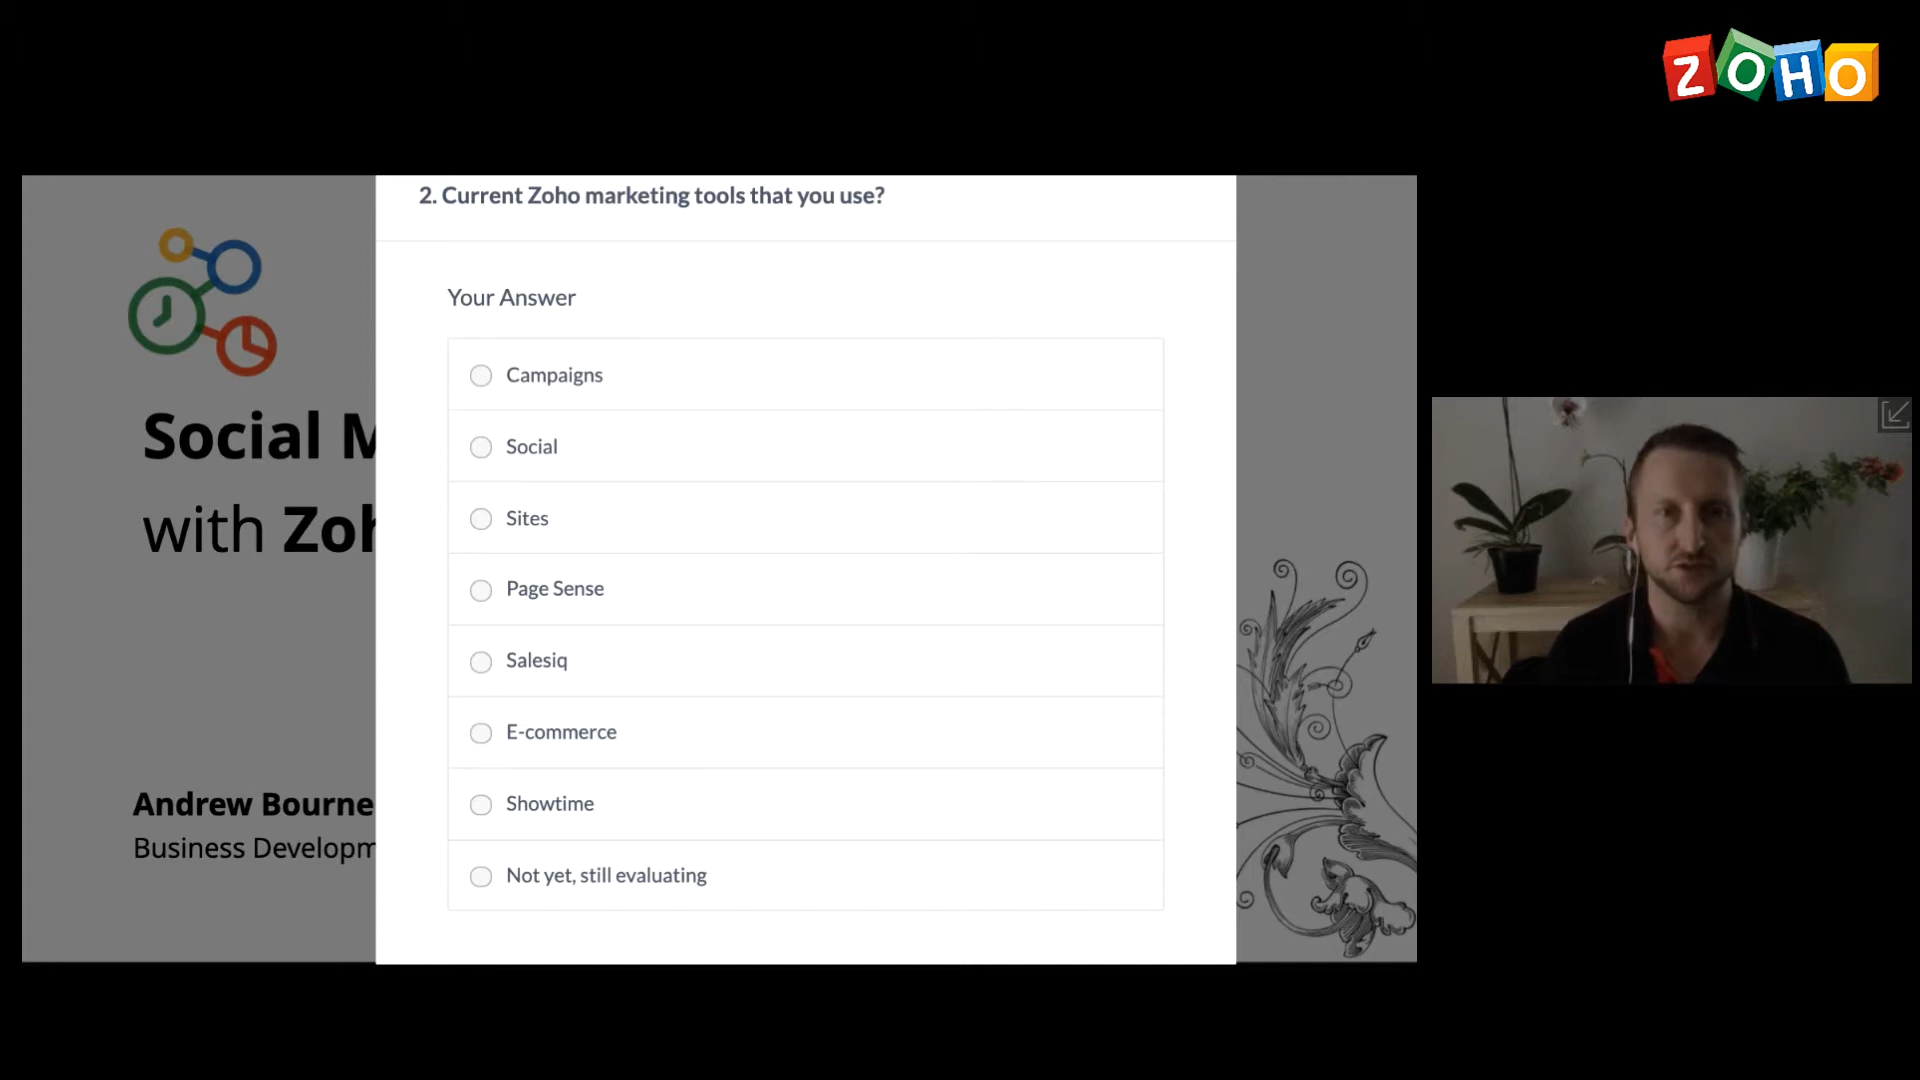 ZOHO
2. Current Zoho marketing tools that you use?
Your Answer
Campaigns
Social
Sites
Page Sense
Salesiq
E-commerce
Showtime
Not yet, still evaluating
Social M
with Zoh
Andrew Bourne
Business Developm